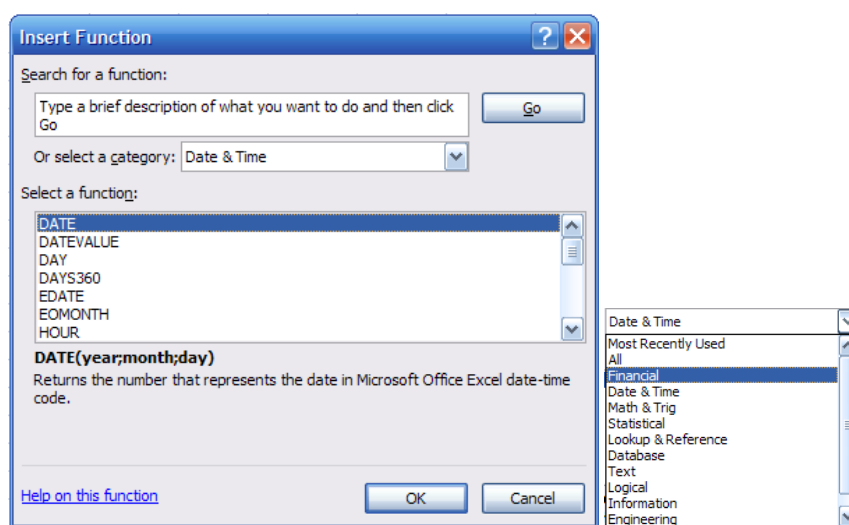 Insert Function
Search for a function:
Type a brief description of what you want to do and then click
Go
Go
Or select a category: Date & Time
Select a function:
DATE
DATEVALUE
DAY
DAYS360
EDATE
EOMONTH
HOUR
DATE(year;month;day)
Returns the number that represents the date in Microsoft Office Excel date-time
code.
Help on this function
OK
Cancel
Date & Time
Most Recently Used
All
Financial
Date & Time
Math & Trig
Statistical
Lookup & Reference
Database
Text
Logical
Information
Engineering